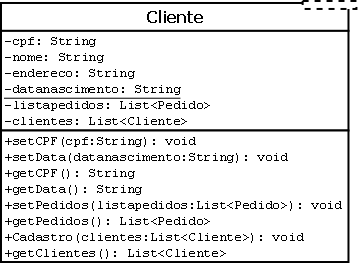 Cliente
-cpf: String
-nome: String
-endereco: String
-datanascimento: String
-listapedidos: List<Pedido>
-clientes: List<Cliente>
+setCPF(cpf:String): void
+setData(datanascimento:String): void
+getCPF(): String
+getData(): String
+setPedidos(listapedidos:List<Pedido>): void
+getPedidos(): List<Pedido>
+Cadastro(clientes:List<Cliente>): void
+getClientes(): List<Cliente>